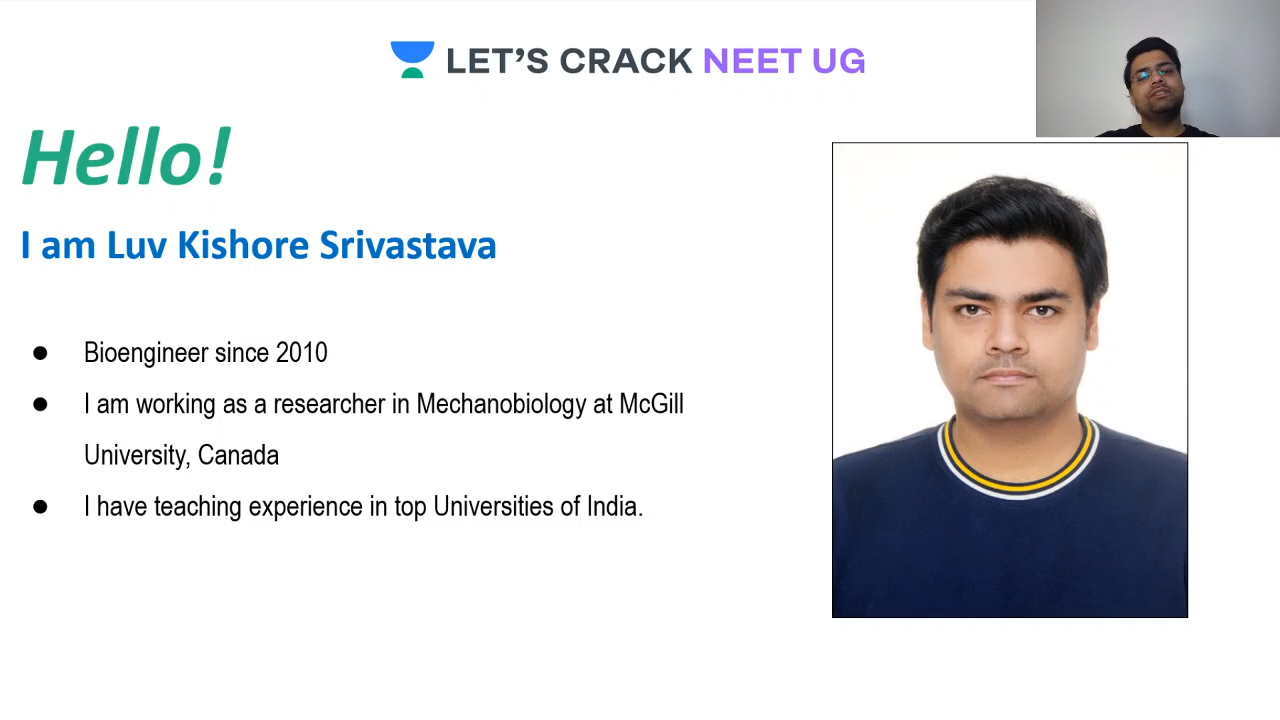 LET'S CRACK NEET UG
Hello!
I am Luv Kishore Srivastava
● Bioengineer since 2010
● I am working as a researcher in Mechanobiology at McGill
University, Canada
● I have teaching experience in top Universities of India.